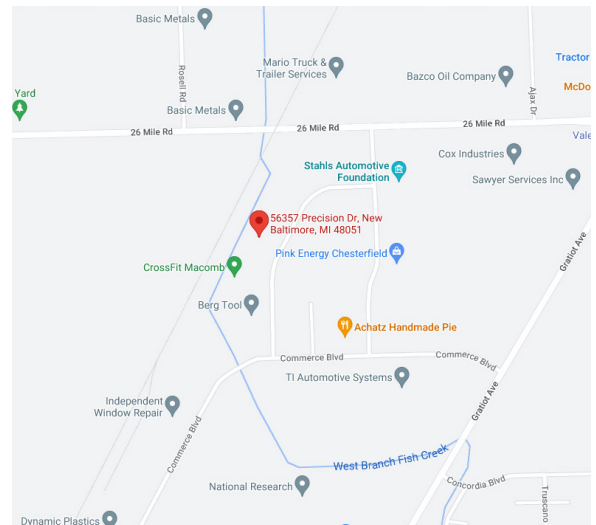 Basic Metals
Rosell Rd
Mario Truck &
Trailer Services
Bazco Oil Company
Tractor
McDo
Ajax Dr
Yard
Basic Metals
26 Mile Rd
26 Mile Rd
26 Mile Rd
Vale
Cox Industries
Stahls Automotive
Foundation
Sawyer Services Inc
56357 Precision Dr, New
Baltimore, MI 48051
Gratiot Ave
Pink Energy Chesterfield
CrossFit Macomb
Berg Tool
Achatz Handmade Pie
Commerce Blvd
Commerce Blvd
TI Automotive Systems
Independent
Window Repair
Gratiot Ave
Commerce Blvd
West Branch Fish Creek
National Research
Concordia Blvd
Truscano
Dynamic Plastics